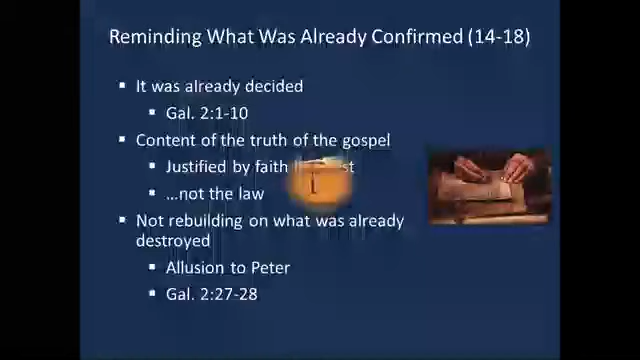 Reminding What Was Already Confirmed (14-18)
It was already decided
Gal. 2:1-10
Content of the truth of the gospel
Justified by faith
…not the law
Not rebuilding on what was already
destroyed
Allusion to Peter
Gal. 2:27-28